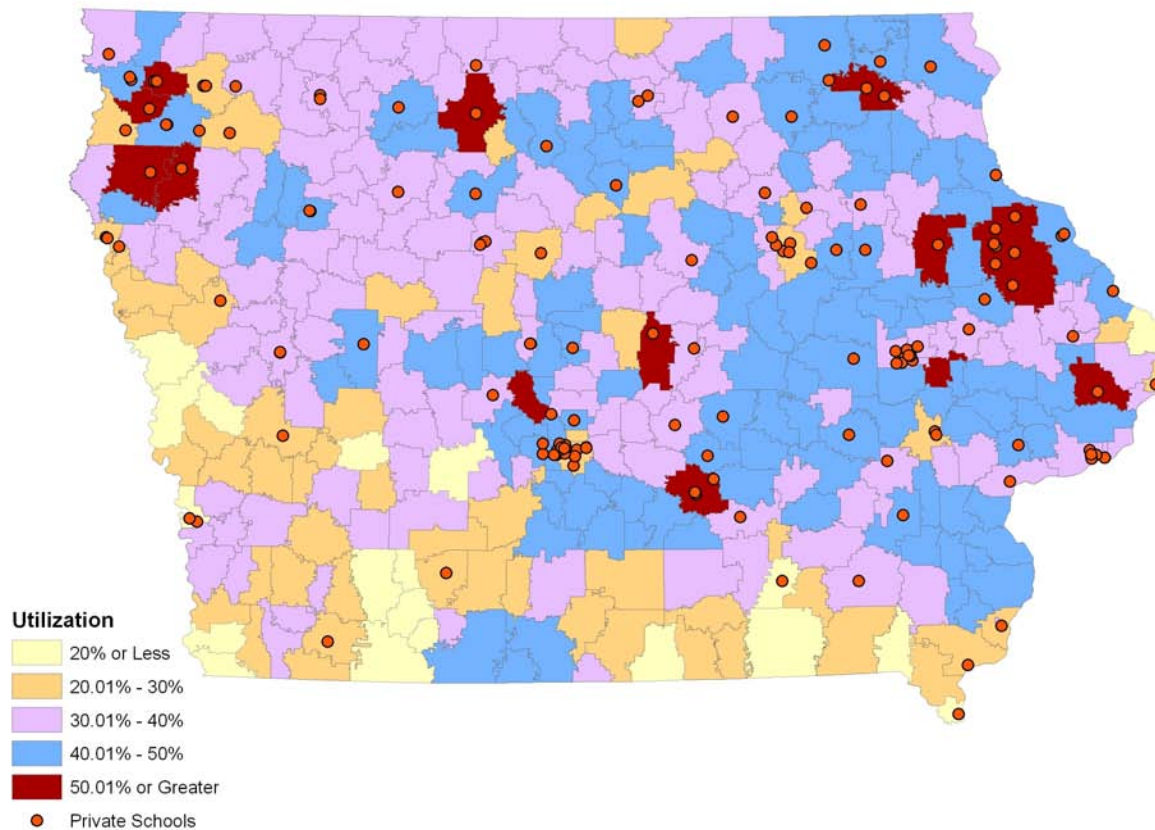 Utilization
20% or Less
20.01% - 30%
30.01% - 40%
40.01% - 50%
50.01% or Greater
Private Schools